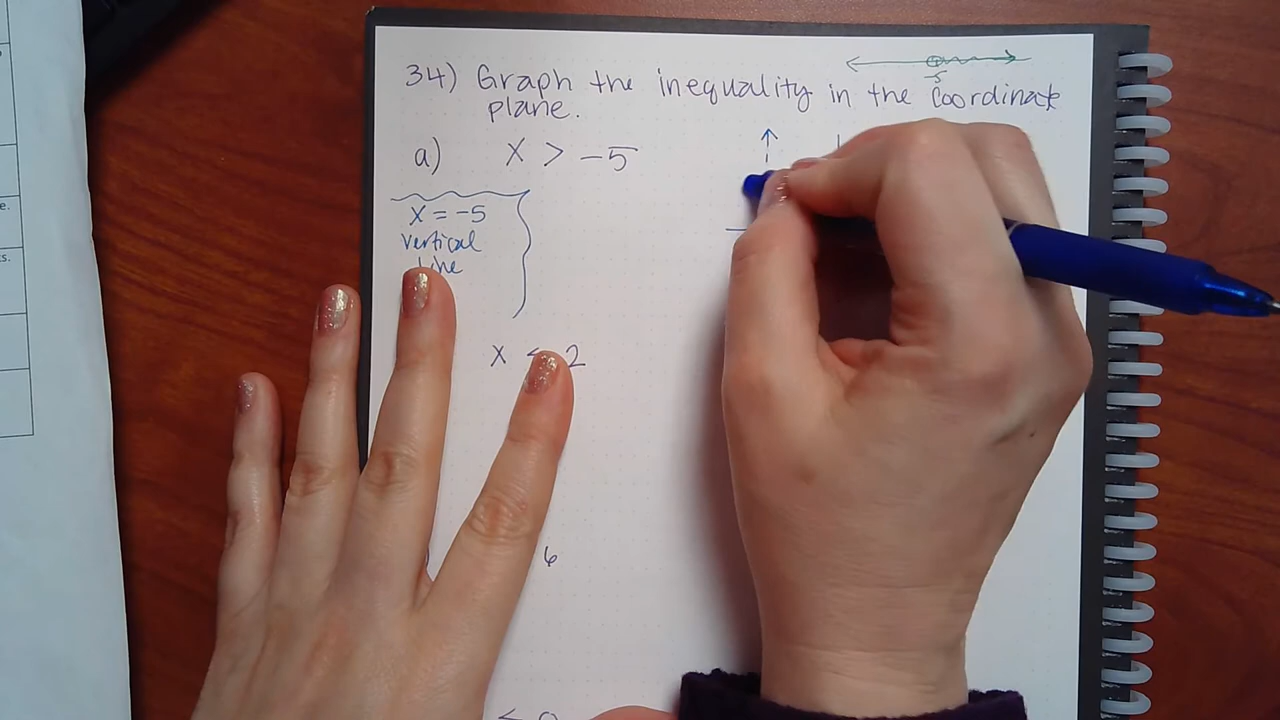 34) Graph the inequality in the coordinate
plane.
5
a) x > -5
x = -5
vertical
line
x 2
6